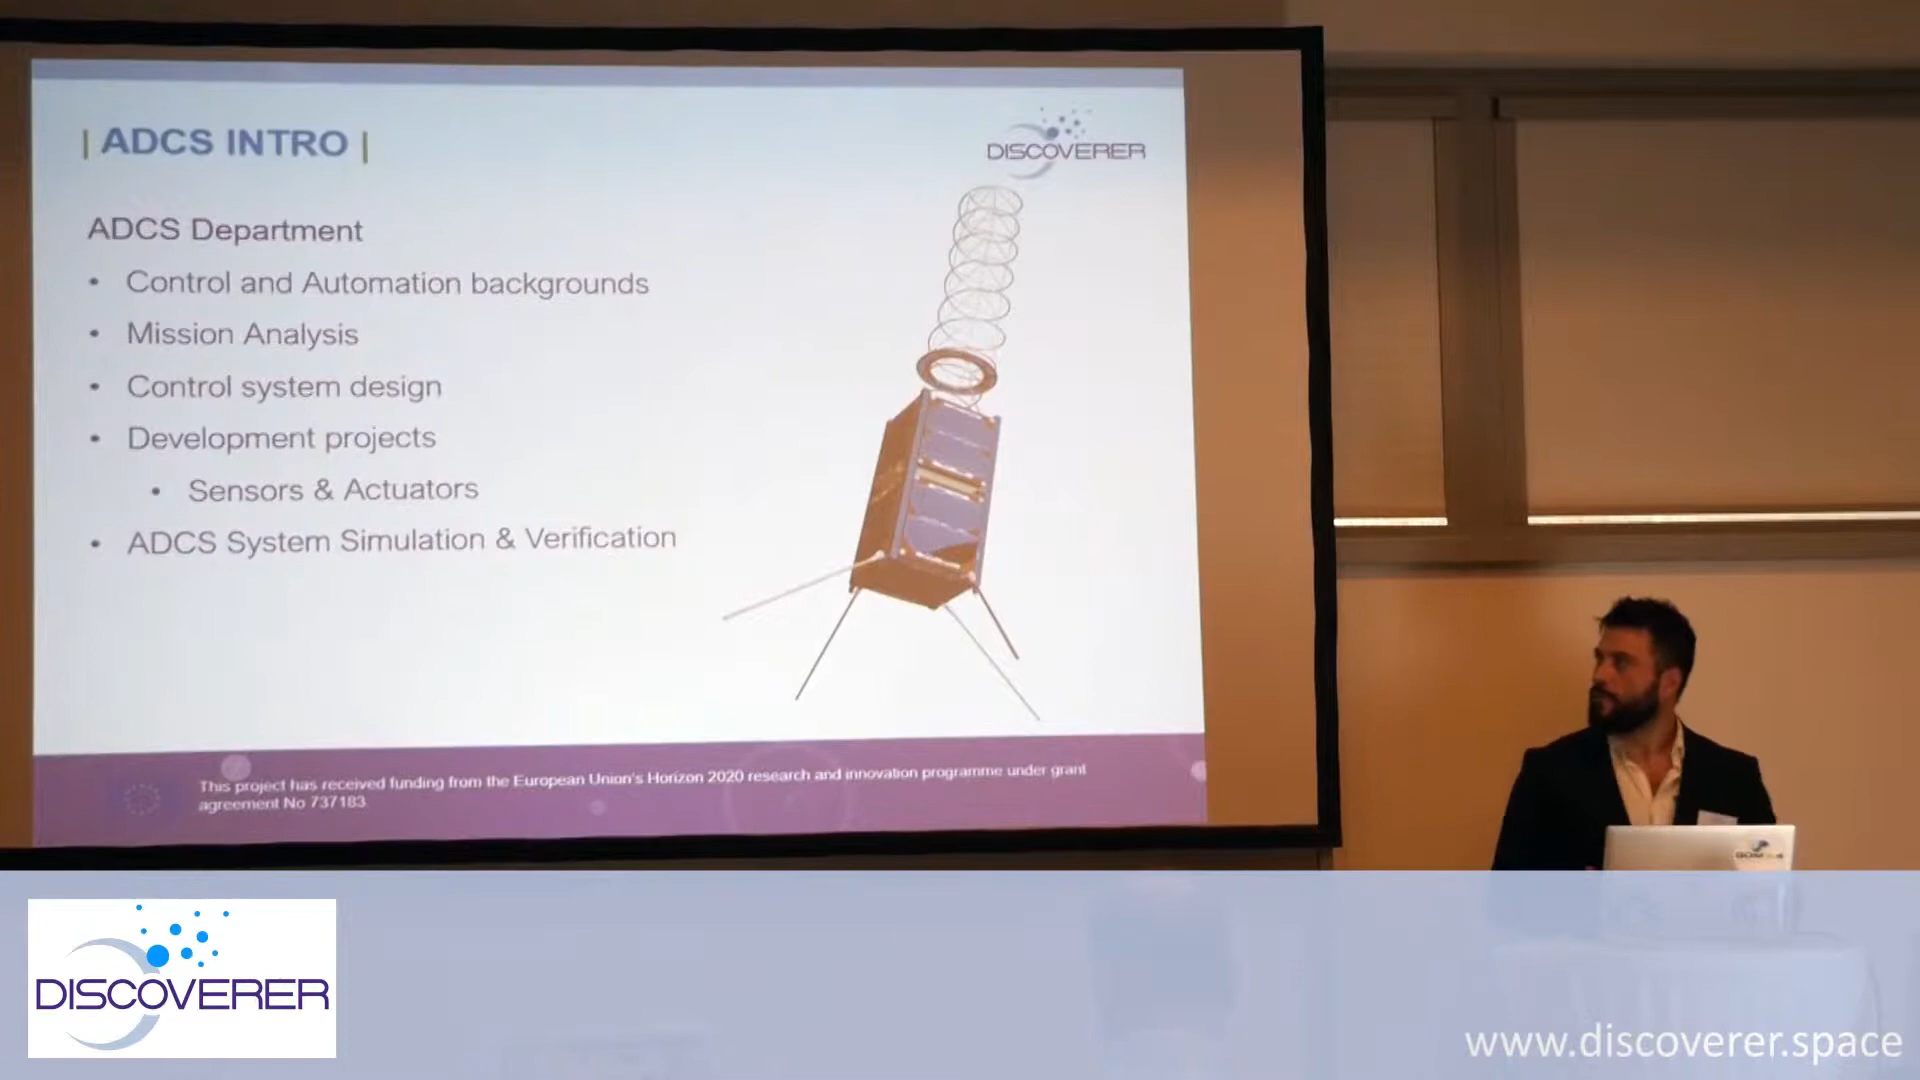 | ADCS INTRO |
DISCOVERER
ADCS Department
• Control and Automation backgrounds
• Mission Analysis
• Control system design
• Development projects
• Sensors & Actuators
• ADCS System Simulation & Verification
This project has received funding from the European Union's Horizon 2020 research and innovation programme under grant
agreement No 737183
DISCOVERER
www.discoverer.space